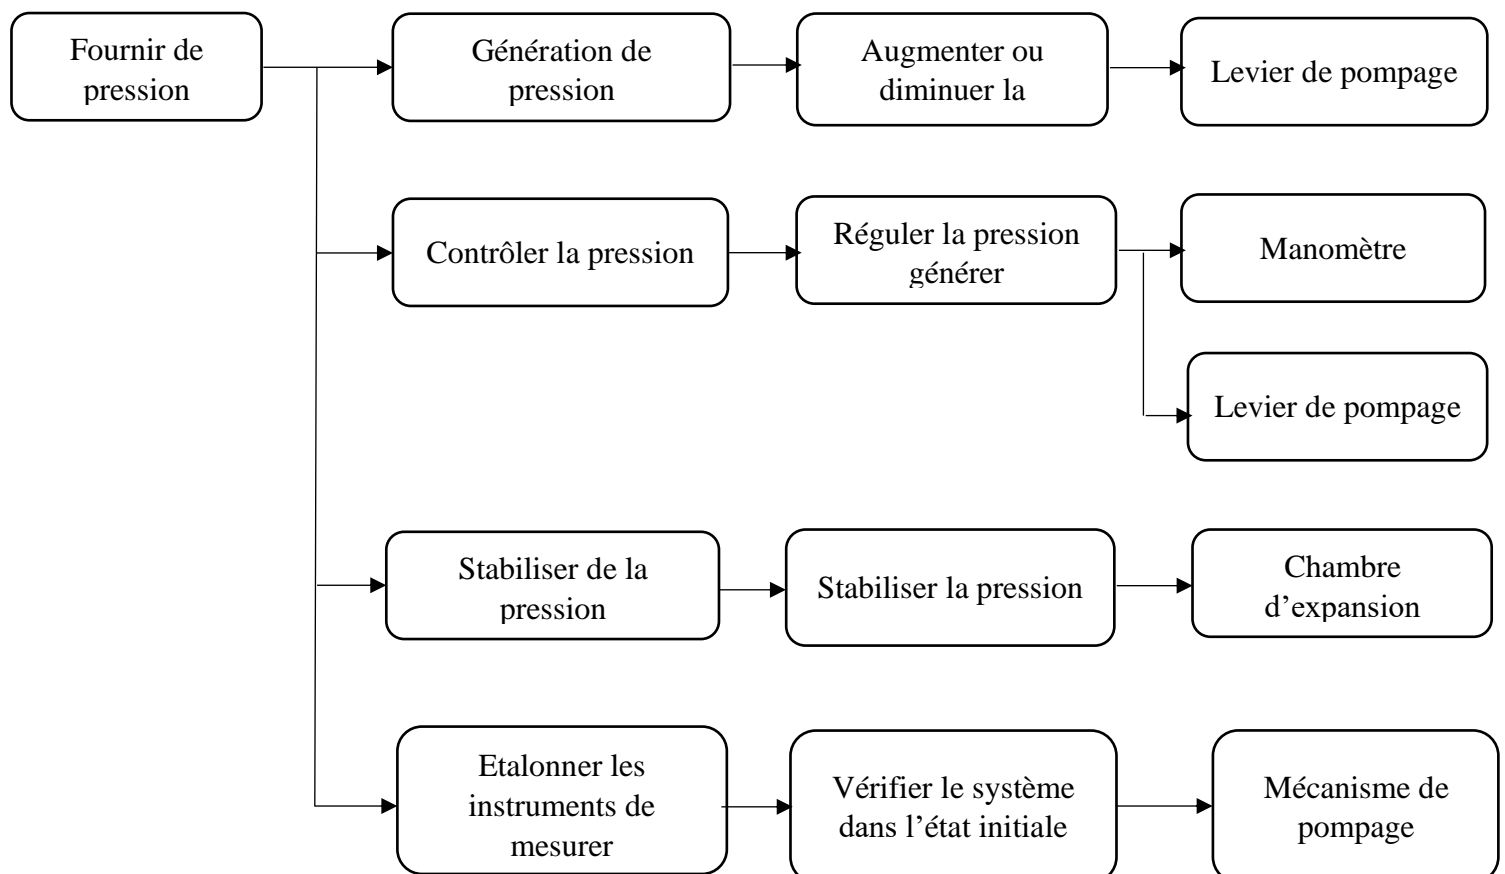 Fournir de
pression
Génération de
pression
Augmenter ou
diminuer la
Levier de pompage
Contrôler la pression
Réguler la pression
générer
Manomètre
Levier de pompage
Stabiliser de la
pression
Stabiliser la pression
Chambre
d’expansion
Etalonner les
instruments de
mesurer
Vérifier le système
dans l’état initiale
Mécanisme de
pompage